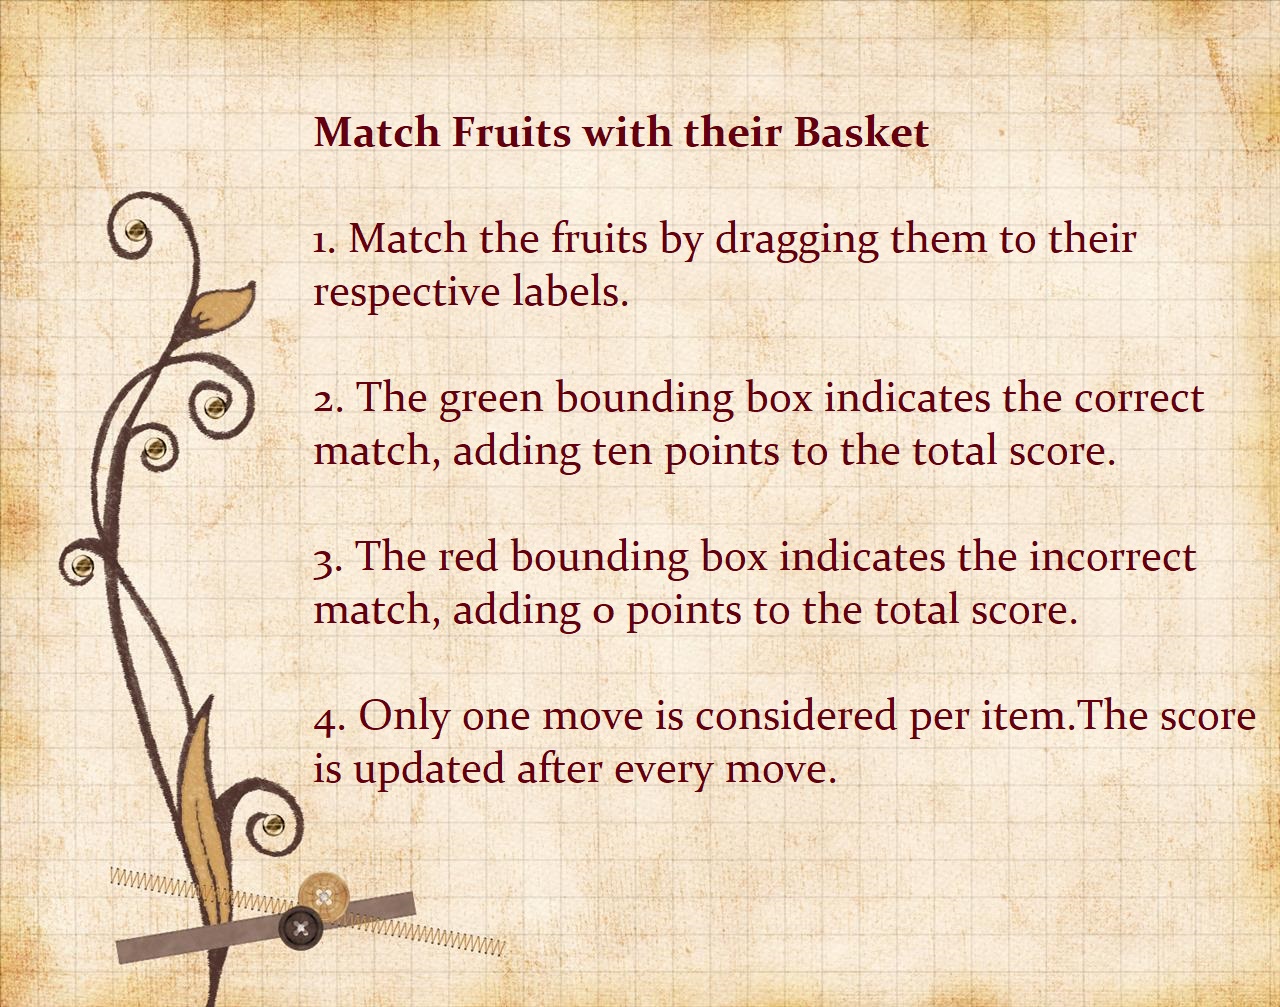 Match Fruits with their Basket
1. Match the fruits by dragging them to their
respective labels.
2. The green bounding box indicates the correct
match, adding ten points to the total score.
3. The red bounding box indicates the incorrect
match, adding 0 points to the total score.
4. Only one move is considered per item.The score
is updated after every move.